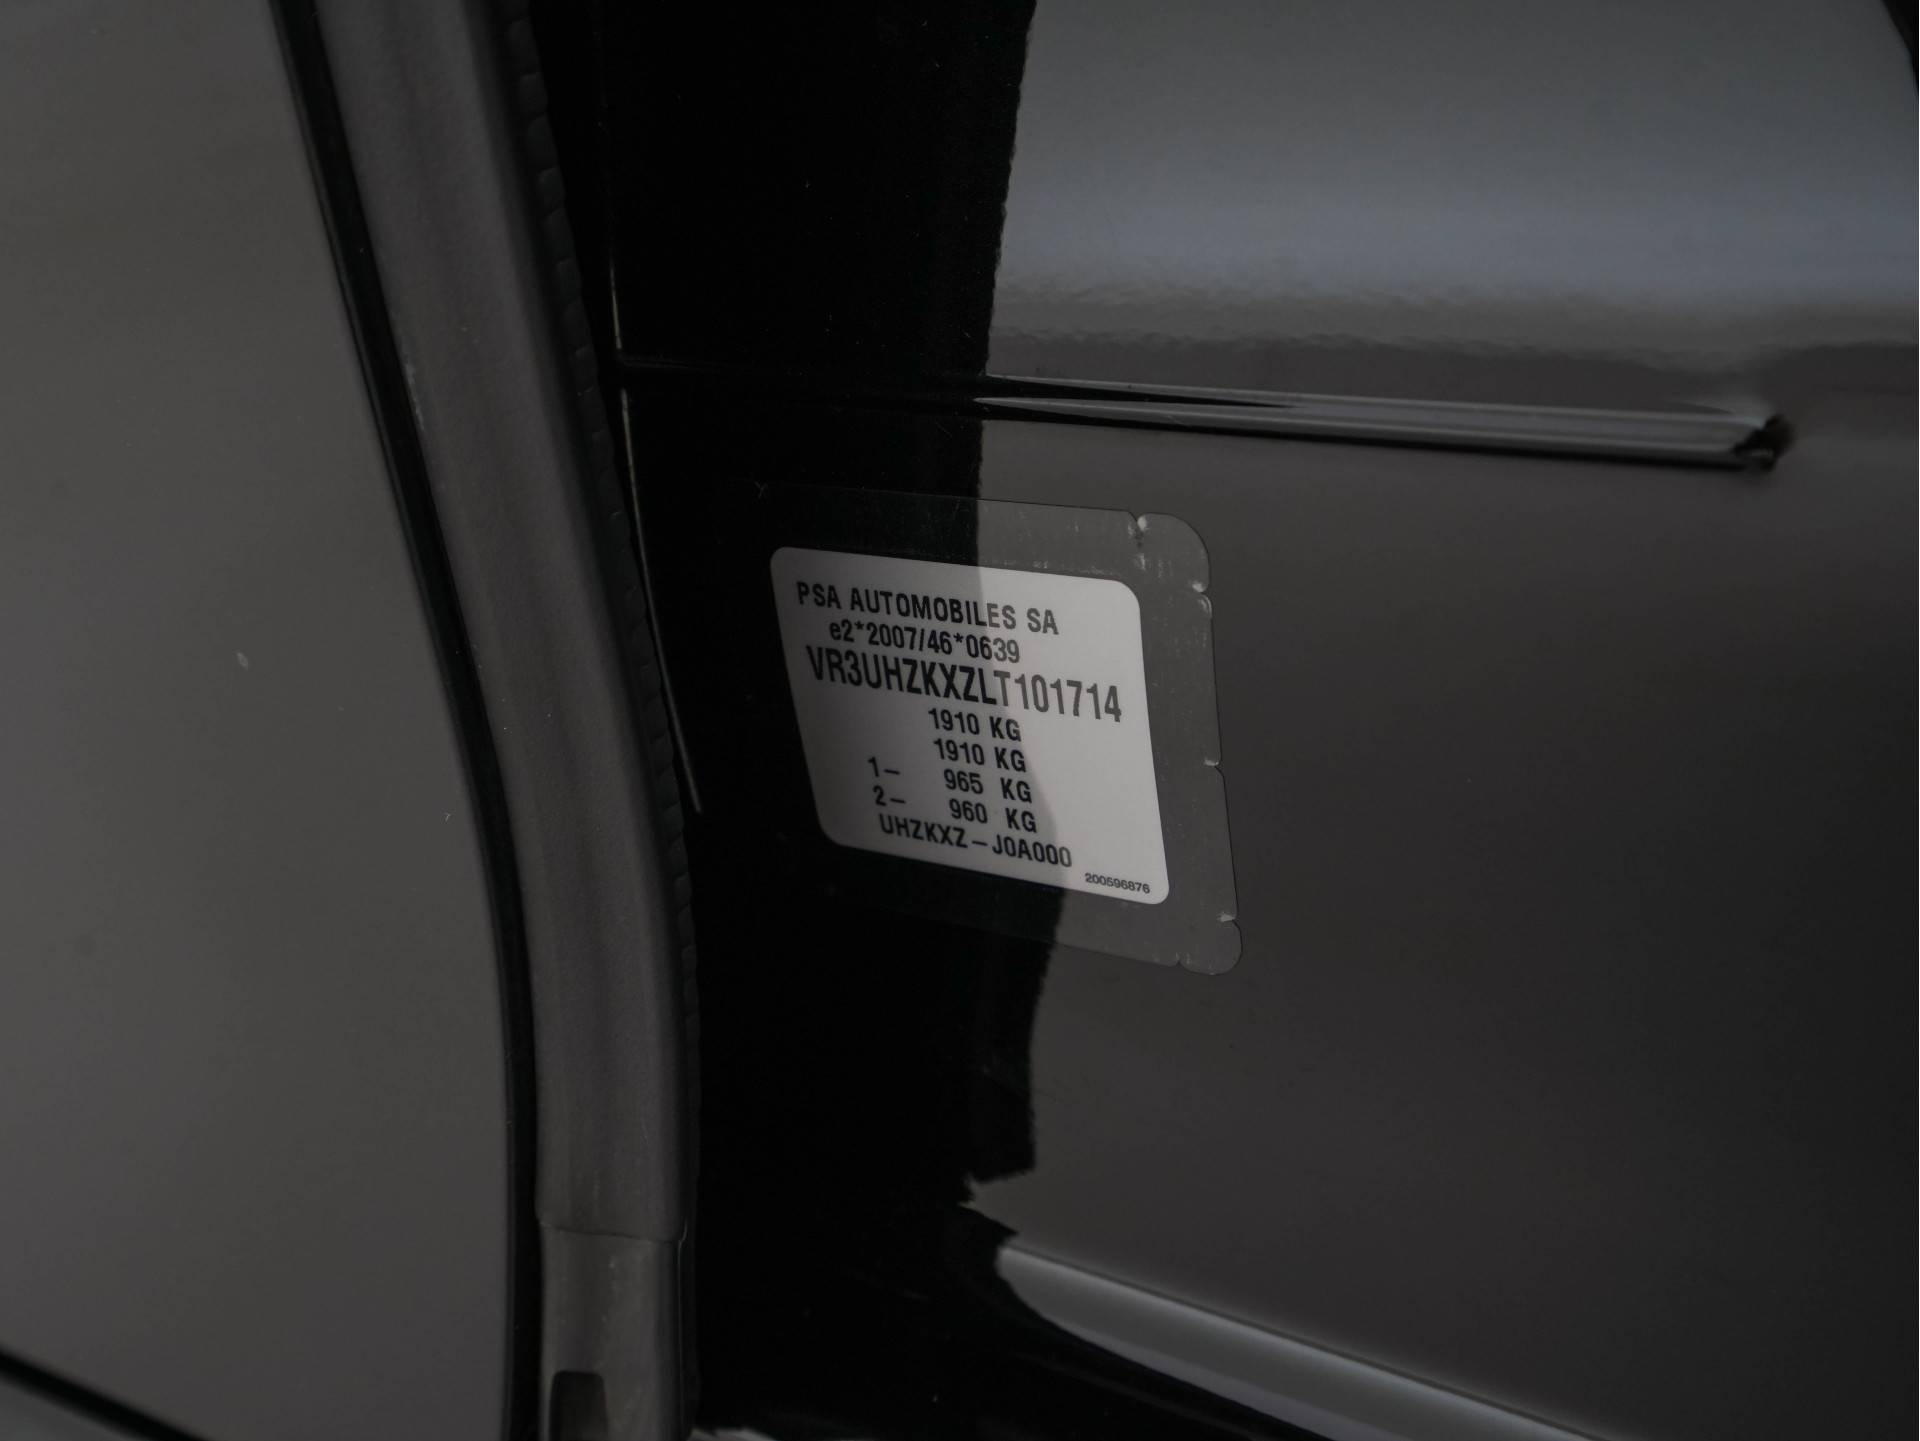 PSA AUTOMOBILES SA
e2*2007/46*0639
VR3UHZKXZLT101714
1910 KG
1910 KG
1– 965 KG
2– 960 KG
UHZKXZ–J0A000
200596876